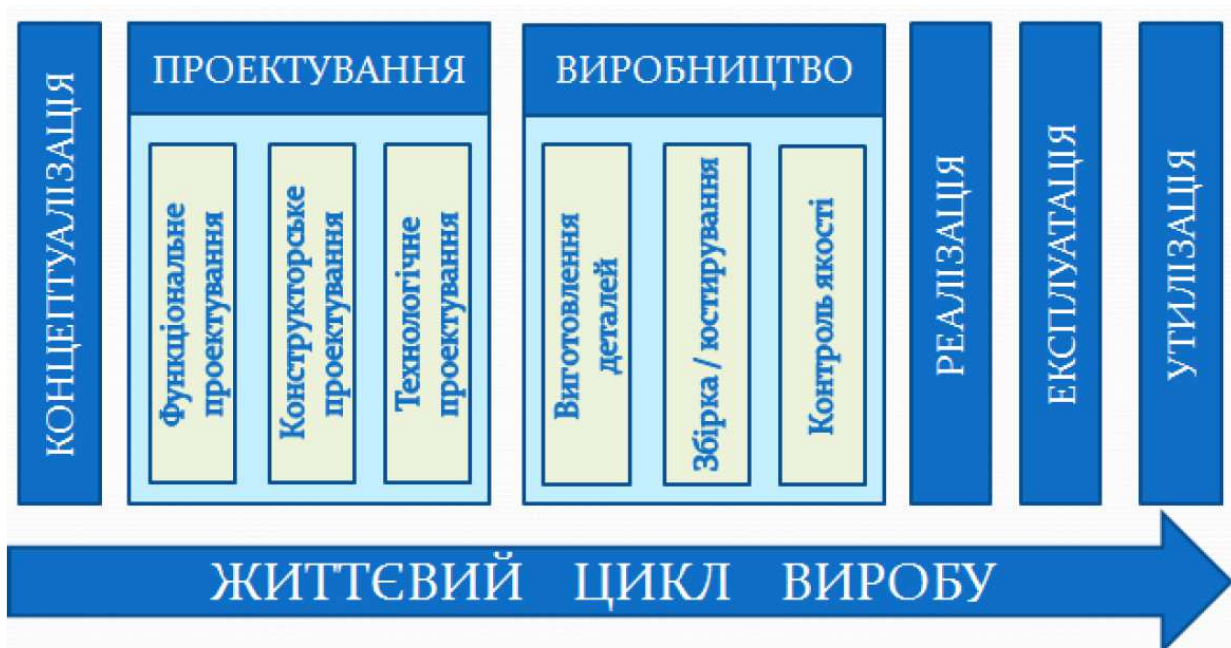 КОНЦЕПТУАЛІЗАЦІЯ
ПРОЕКТУВАННЯ
Функціональне
проектування
Конструкторське
проектування
Технологічне
проектування
ВИРОБНИЦТВО
Виготовлення
деталей
Збірка / юстирування
Контроль якості
РЕАЛІЗАЦІЯ
ЕКСПЛУАТАЦІЯ
УТИЛІЗАЦІЯ
ЖИТТЄВИЙ ЦИКЛ ВИРОБУ